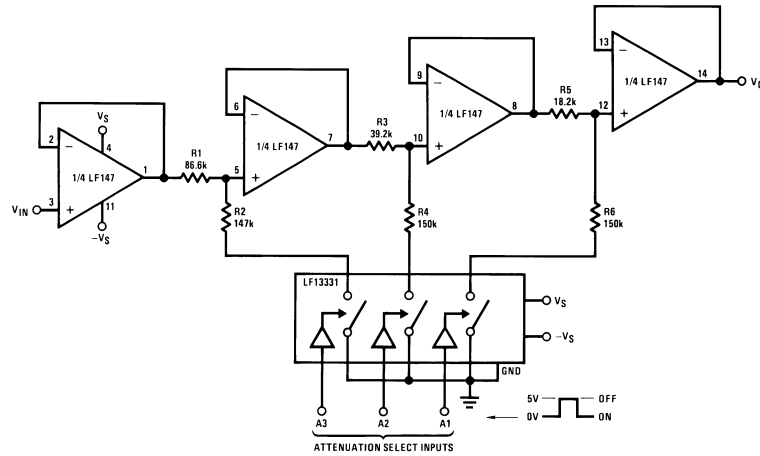 13
−
1/4 LF147
14
12
+
V
9
−
1/4 LF147
8
10
+
R5
18.2k
6
−
1/4 LF147
7
5
+
R3
39.2k
VS
4
2
−
1/4 LF147
1
3
+
11
−VS
VIN
R1
86.6k
R2
147k
R4
150k
R6
150k
LF13331
VS
−VS
GND
A3
A2
A1
5V
OFF
0V
ON
ATTENUATION SELECT INPUTS